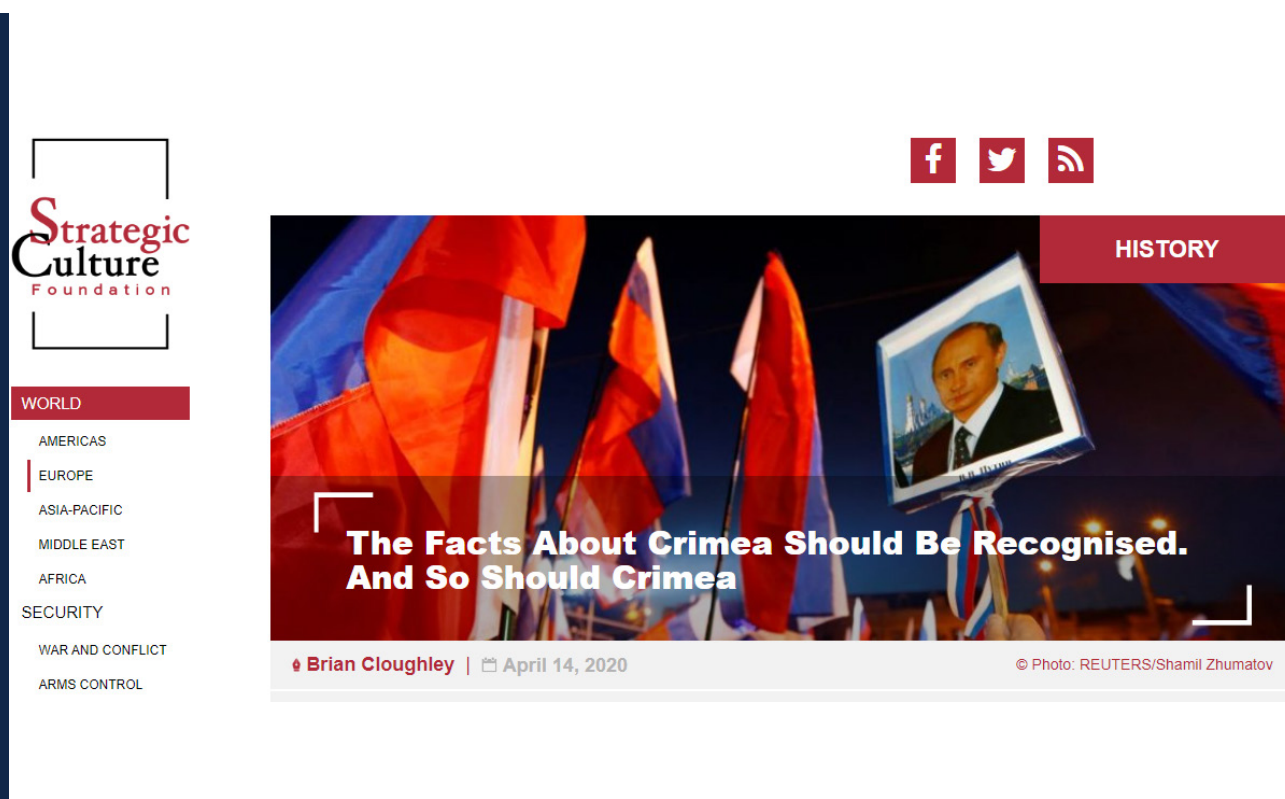 Strategic
Culture
Foundation
WORLD
AMERICAS
EUROPE
ASIA-PACIFIC
MIDDLE EAST
AFRICA
SECURITY
WAR AND CONFLICT
ARMS CONTROL
HISTORY
The Facts About Crimea Should Be Recognised.
And So Should Crimea
Brian Cloughley | April 14, 2020
© Photo: REUTERS/Shamil Zhumatov